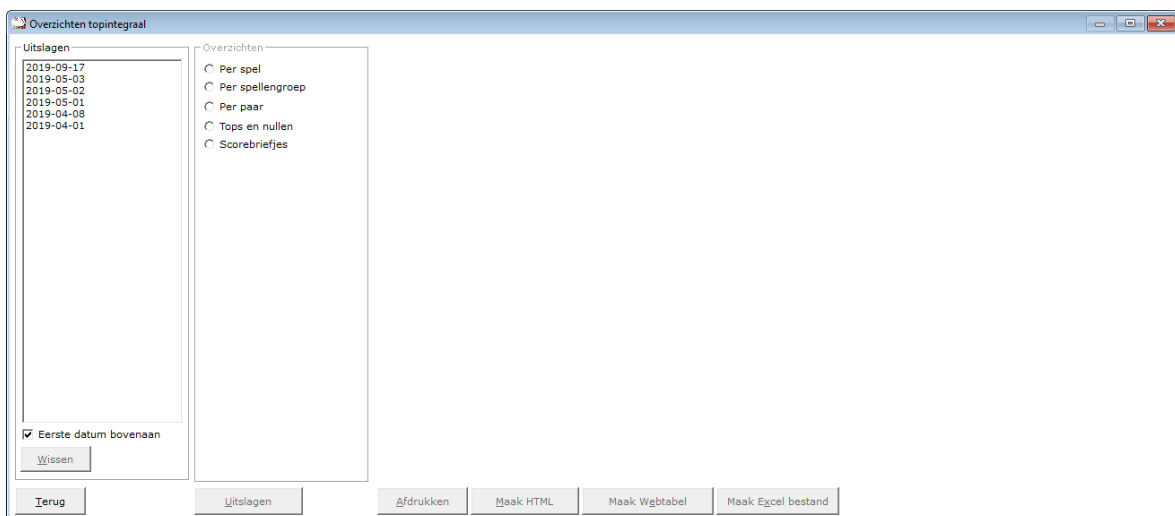 Overzichten topintegraal
Uitslagen
2019-09-17
2019-05-03
2019-05-02
2019-05-01
2019-04-08
2019-04-01
Eerste datum bovenaan
Wissen
Overzichten
Per spel
Per spellengroep
Per paar
Tops en nullen
Scorebriefjes
Terug
Uitslagen
Afdrukken
Maak HTML
Maak Webtabel
Maak Excel bestand